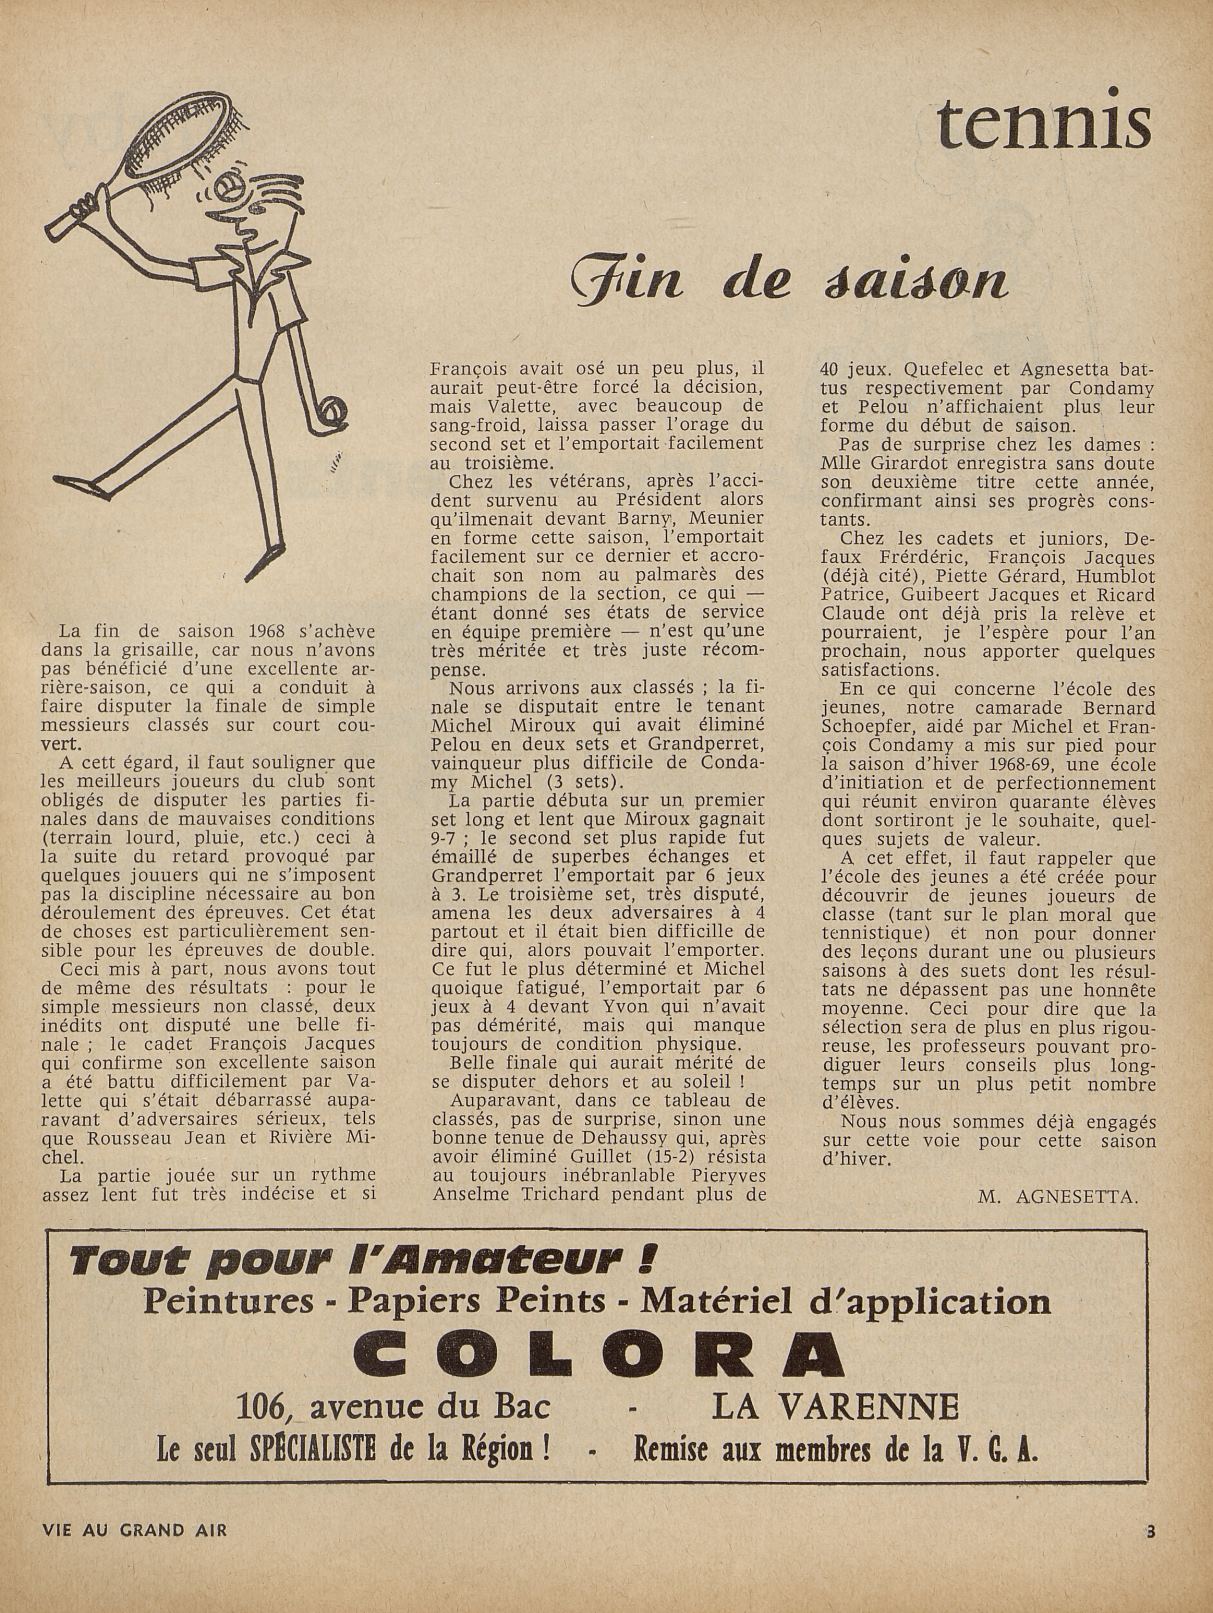 tennis
Fin de saison
La fin de saison 1968 s'achève
dans la grisaille, car nous n'avons
pas bénéficié d'une excellente ar-
rière-saison, ce qui a conduit à
faire disputer la finale de simple
messieurs classés sur court cou-
vert.
A cett égard, il faut souligner que
les meilleurs joueurs du club sont
obligés de disputer les parties fi-
nales dans de mauvaises conditions
(terrain lourd, pluie, etc.) ceci à
la suite du retard provoqué par
quelques jouuers qui ne s'imposent
pas la discipline nécessaire au bon
déroulement des épreuves. Cet état
de choses est particulièrement sen-
sible pour les épreuves de double.
Ceci mis à part, nous avons tout
de même des résultats : pour le
simple messieurs non classé, deux
inédits ont disputé une belle fi-
nale ; le cadet François Jacques
qui confirme son excellente saison
a été battu difficilement par Va-
lette qui s'était débarrassé aupa-
ravant d'adversaires sérieux, tels
que Rousseau Jean et Rivière Mi-
chel.
La partie jouée sur un rythme
assez lent fut très indécise et si
François avait osé un peu plus, il
aurait peut-être forcé la décision,
mais Valette, avec beaucoup de
sang-froid, laissa passer l'orage du
second set et l'emportait facilement
au troisième.
Chez les vétérans, après l'acci-
dent survenu au Président alors
qu'ilmenait devant Barny, Meunier
en forme cette saison, l'emportait
facilement sur ce dernier et accro-
chait son nom au palmarès des
champions de la section, ce qui —
étant donné ses états de service
en équipe première — n'est qu'une
très méritée et très juste récom-
pense.
Nous arrivons aux classés ; la fi-
nale se disputait entre le tenant
Michel Miroux qui avait éliminé
Pelou en deux sets et Grandperret,
vainqueur plus difficile de Conda-
my Michel (3 sets).
La partie débuta sur un premier
set long et lent que Miroux gagnait
9-7 ; le second set plus rapide fut
émaillé de superbes échanges et
Grandperret l'emportait par 6 jeux
à 3. Le troisième set, très disputé,
amena les deux adversaires à 4
partout et il était bien difficille de
dire qui, alors pouvait l'emporter.
Ce fut le plus déterminé et Michel
quoique fatigué, l'emportait par 6
jeux à 4 devant Yvon qui n'avait
pas démérité, mais qui manque
toujours de condition physique.
Belle finale qui aurait mérité de
se disputer dehors et au soleil !
Auparavant, dans ce tableau de
classés, pas de surprise, sinon une
bonne tenue de Dehaussy qui, après
avoir éliminé Guillet (15-2) résista
au toujours inébranlable Pieryves
Anselme Trichard pendant plus de
40 jeux. Quefelec et Agnesetta bat-
tus respectivement par Condamy
et Pelou n'affichaient plus leur
forme du début de saison.
Pas de surprise chez les dames :
Mlle Girardot enregistra sans doute
son deuxième titre cette année,
confirmant ainsi ses progrès cons-
tants.
Chez les cadets et juniors, De-
faux Frérdéric, François Jacques
(déjà cité), Piette Gérard, Humblot
Patrice, Guibeert Jacques et Ricard
Claude ont déjà pris la relève et
pourraient, je l'espère pour l'an
prochain, nous apporter quelques
satisfactions.
En ce qui concerne l'école des
jeunes, notre camarade Bernard
Schoepfer, aidé par Michel et Fran-
çois Condamy a mis sur pied pour
la saison d'hiver 1968-69, une école
d'initiation et de perfectionnement
qui réunit environ quarante élèves
dont sortiront je le souhaite, quel-
ques sujets de valeur.
A cet effet, il faut rappeler que
l'école des jeunes a été créée pour
découvrir de jeunes joueurs de
classe (tant sur le plan moral que
tennistique) et non pour donner
des leçons durant une ou plusieurs
saisons à des suets dont les résul-
tats ne dépassent pas une honnête
moyenne. Ceci pour dire que la
sélection sera de plus en plus rigou-
reuse, les professeurs pouvant pro-
diguer leurs conseils plus long-
temps sur un plus petit nombre
d'élèves.
Nous nous sommes déjà engagés
sur cette voie pour cette saison
d'hiver.
M. AGNESETTA.
Tout pour l'Amateur !
Peintures - Papiers Peints - Matériel d'application
COLORA
106, avenue du Bac - LA VARENNE
Le seul SPÉCIALISTE de la Région ! - Remise aux membres de la V. G. A.
VIE AU GRAND AIR 3